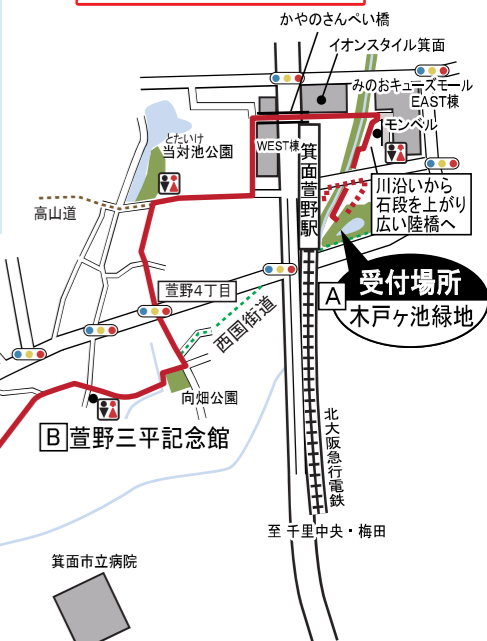 かやのさんぺい橋
イオンスタイル箕面
みのおキューズモール
EAST棟
モンベル
WEST棟
箕面萱野駅
とたいけ
当対池公園
高山道
川沿いから
石段を上がり
広い陸橋へ
A
受付場所
木戸ヶ池緑地
萱野4丁目
西国街道
向畑公園
B 萱野三平記念館
北大阪急行電鉄
至 千里中央・梅田
箕面市立病院